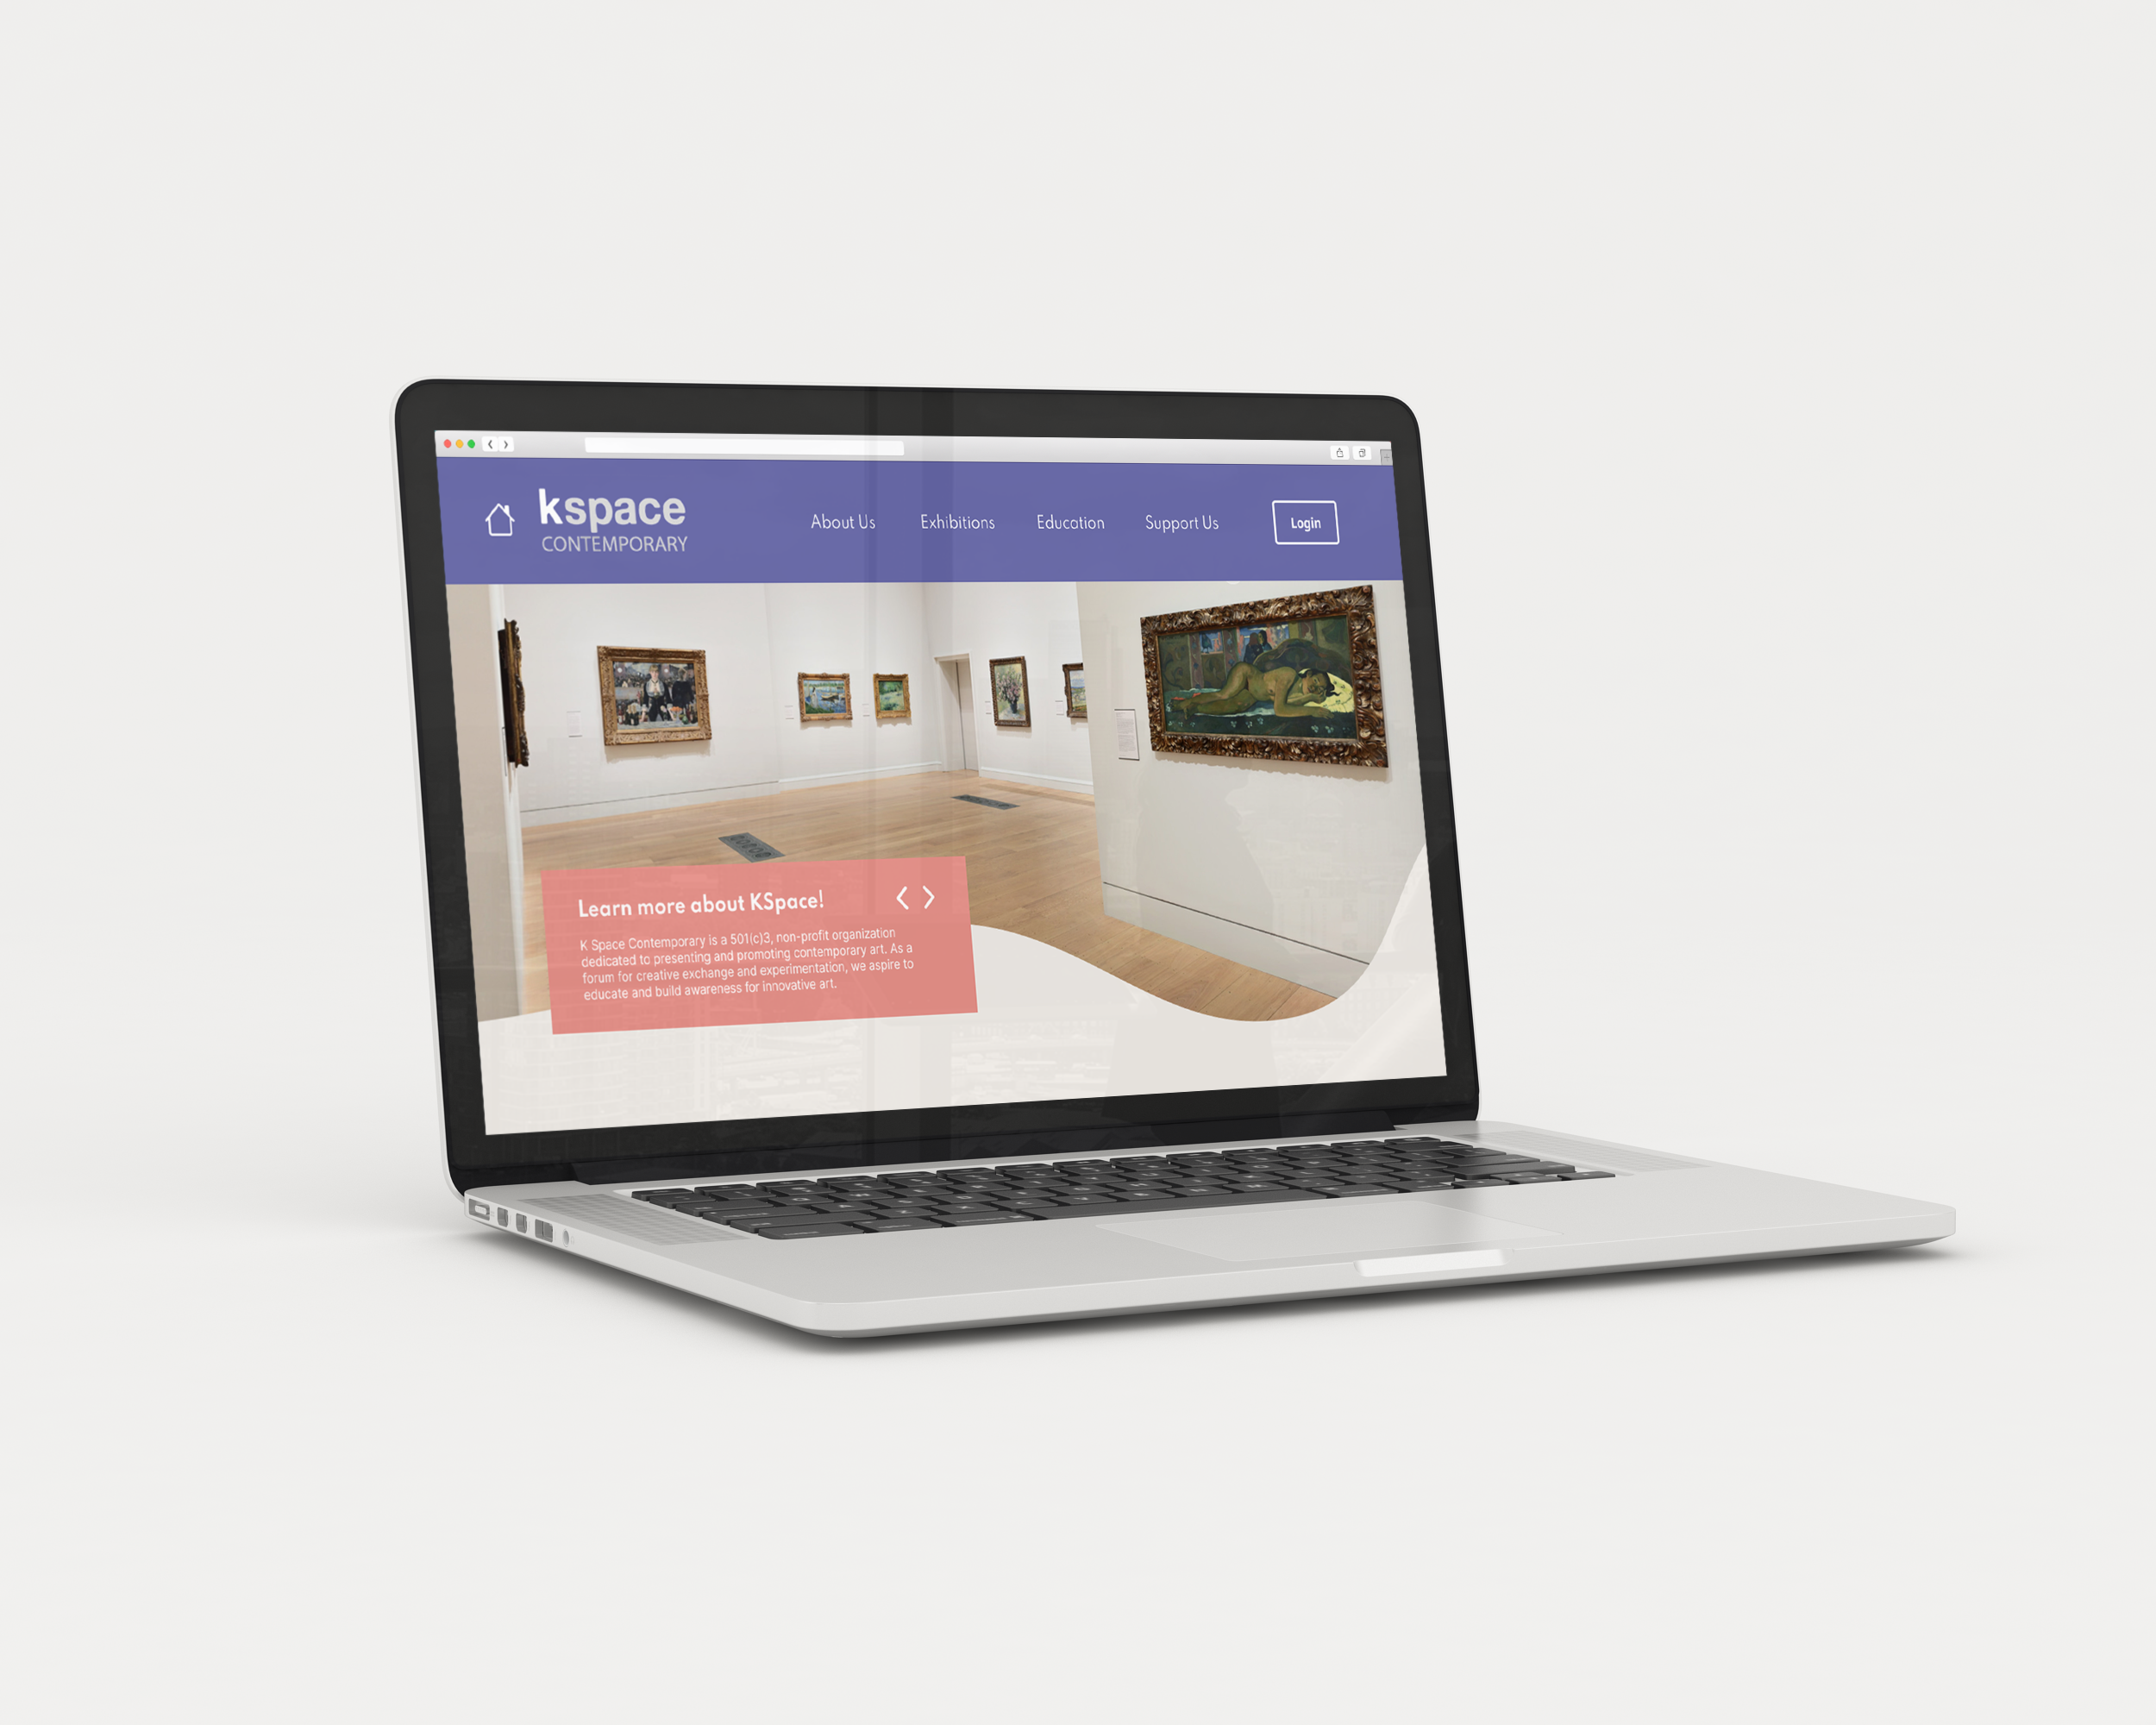 kspace
CONTEMPORARY
About Us
Exhibitions
Education
Support Us
Login
Learn more about KSpace!
K Space Contemporary is a 501(c)3, non-profit organization
dedicated to presenting and promoting contemporary art. As a
forum for creative exchange and experimentation, we aspire to
educate and build awareness for innovative art.